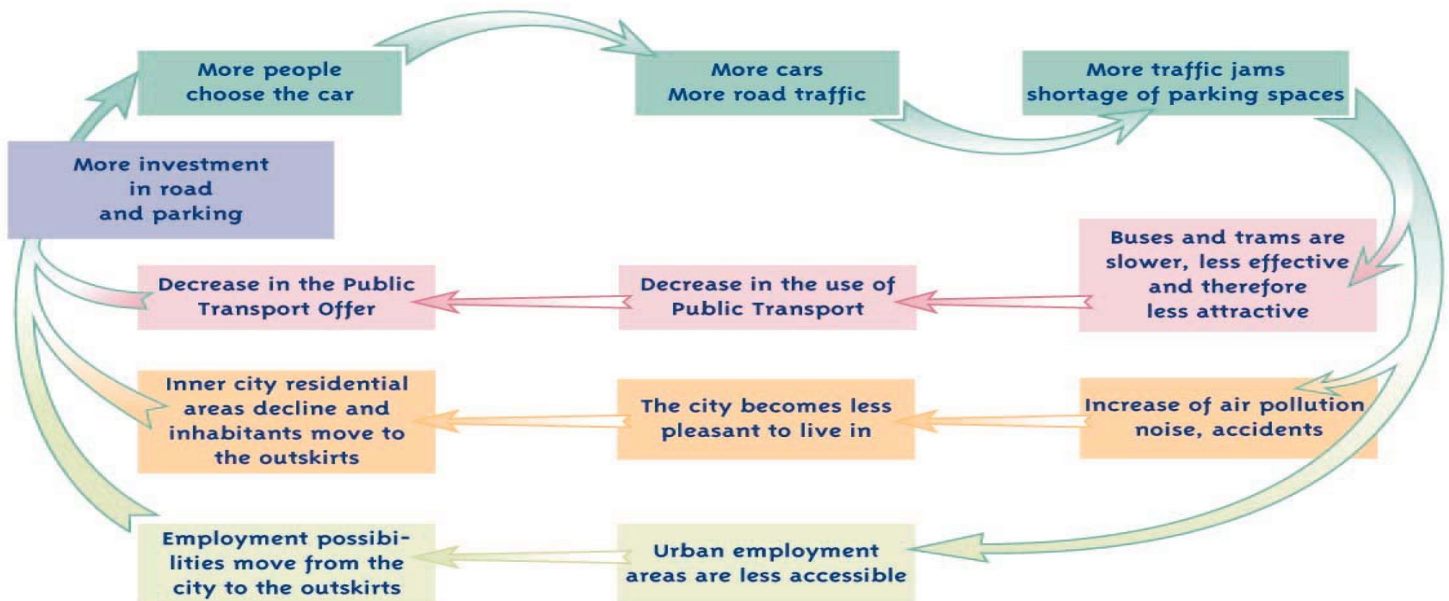 More people
choose the car
More cars
More road traffic
More traffic jams
shortage of parking spaces
More investment
in road
and parking
Buses and trams are
slower, less effective
and therefore
less attractive
Decrease in the use of
Public Transport
Decrease in the Public
Transport Offer
Increase of air pollution
noise, accidents
The city becomes less
pleasant to live in
Inner city residential
areas decline and
inhabitants move to
the outskirts
Urban employment
areas are less accessible
Employment possibi-
lities move from the
city to the outskirts